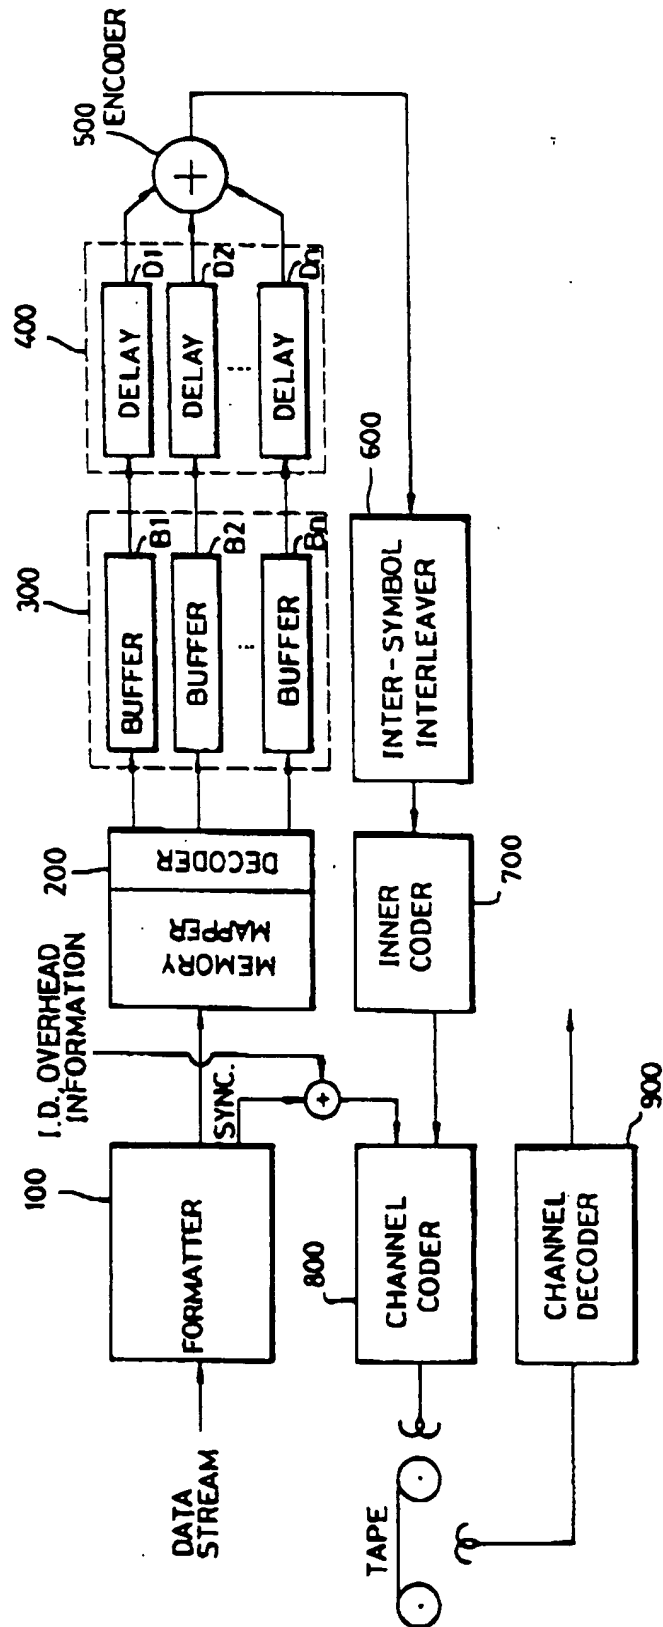 DATA
STREAM
100
FORMATTER
I.D. OVERHEAD
INFORMATION
SYNC.
+
200
MEMORY
MAPPER
DECODER
300
BUFFER
B1
BUFFER
B2
...
BUFFER
Bn
400
DELAY
D1
DELAY
D2
...
DELAY
Dn
500
ENCODER
+
600
INTER-SYMBOL
INTERLEAVER
700
INNER
CODER
800
CHANNEL
CODER
TAPE
900
CHANNEL
DECODER